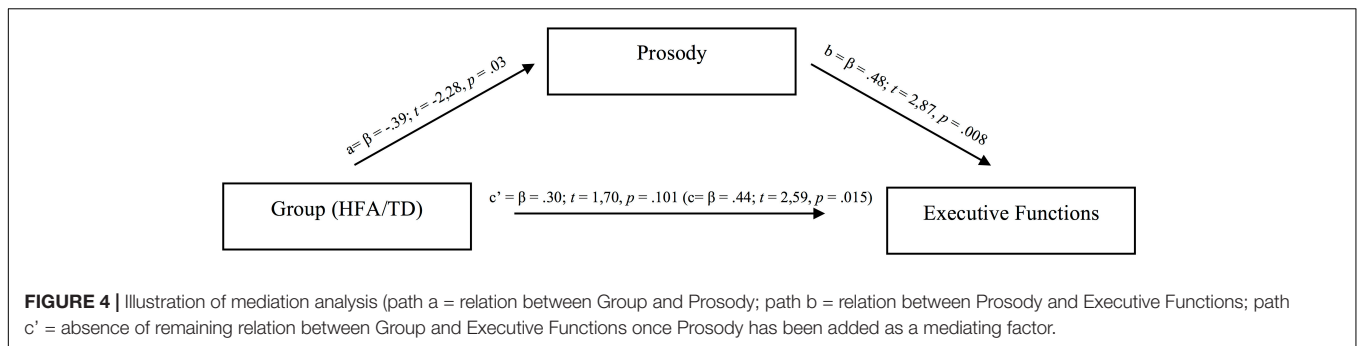 Prosody
a= β = -.39; t = -2,28, p = .03
b = β = .48; t = 2,87, p = .008
Group (HFA/TD)
c’ = β = .30; t = 1,70, p = .101 (c= β = .44; t = 2,59, p = .015)
Executive Functions
FIGURE 4 | Illustration of mediation analysis (path a = relation between Group and Prosody; path b = relation between Prosody and Executive Functions; path
c’ = absence of remaining relation between Group and Executive Functions once Prosody has been added as a mediating factor.